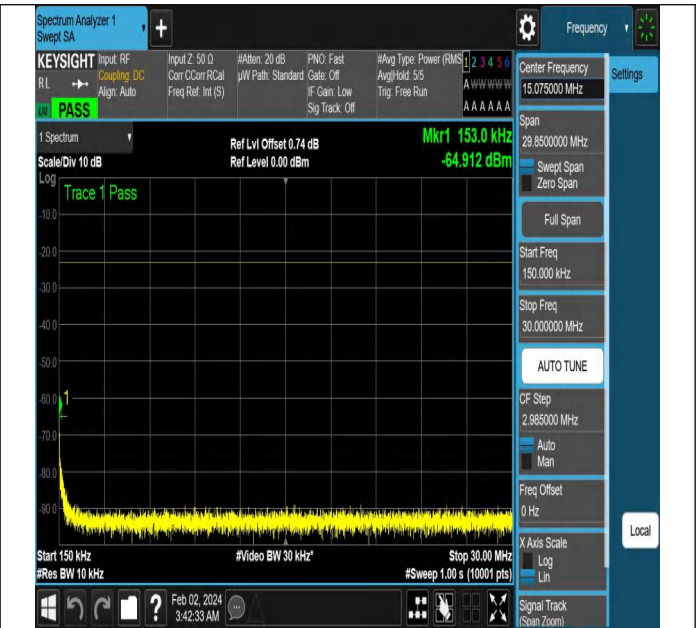 Spectrum Analyzer 1
Swept SA
+
Frequency
KEYSIGHT
RL
PASS
Input: RF
Coupling: DC
Align: Auto
Input Z: 50 Ω
Corr CCorr RCal
Freq Ref: Int (S)
#Atten: 20 dB
µW Path: Standard
PNO: Fast
Gate: Off
IF Gain: Low
Sig Track: Off
#Avg Type: Power (RMS
Avg|Hold: 5/5
Trig: Free Run
1 2 3 4 5 6
A W W W W W
A A A A A A
1 Spectrum
Scale/Div 10 dB
Ref Lvl Offset 0.74 dB
Ref Level 0.00 dBm
Mkr1 153.0 kHz
-64.912 dBm
Log
Trace 1 Pass
-10.0
-20.0
-30.0
-40.0
-50.0
-60.0
1
-70.0
-80.0
-90.0
Start 150 kHz
#Video BW 30 kHz*
Stop 30.00 MHz
#Res BW 10 kHz
#Sweep 1.00 s (10001 pts)
Feb 02, 2024
3:42:33 AM
?
Center Frequency
15.075000 MHz
Settings
Span
29.8500000 MHz
Swept Span
Zero Span
Full Span
Start Freq
150.000 kHz
Stop Freq
30.000000 MHz
AUTO TUNE
CF Step
2.985000 MHz
Auto
Man
Freq Offset
0 Hz
Local
X Axis Scale
Log
Lin
Signal Track
(Span Zoom)